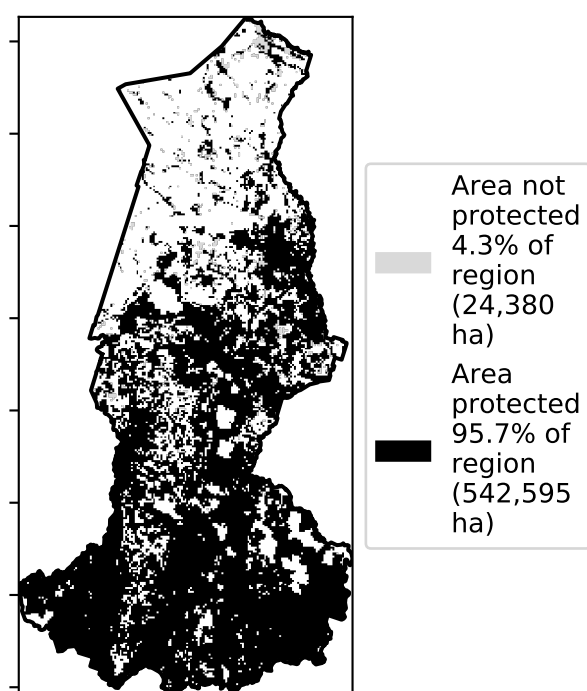 Area not
protected
4.3% of
region
(24,380
ha)
Area
protected
95.7% of
region
(542,595
ha)